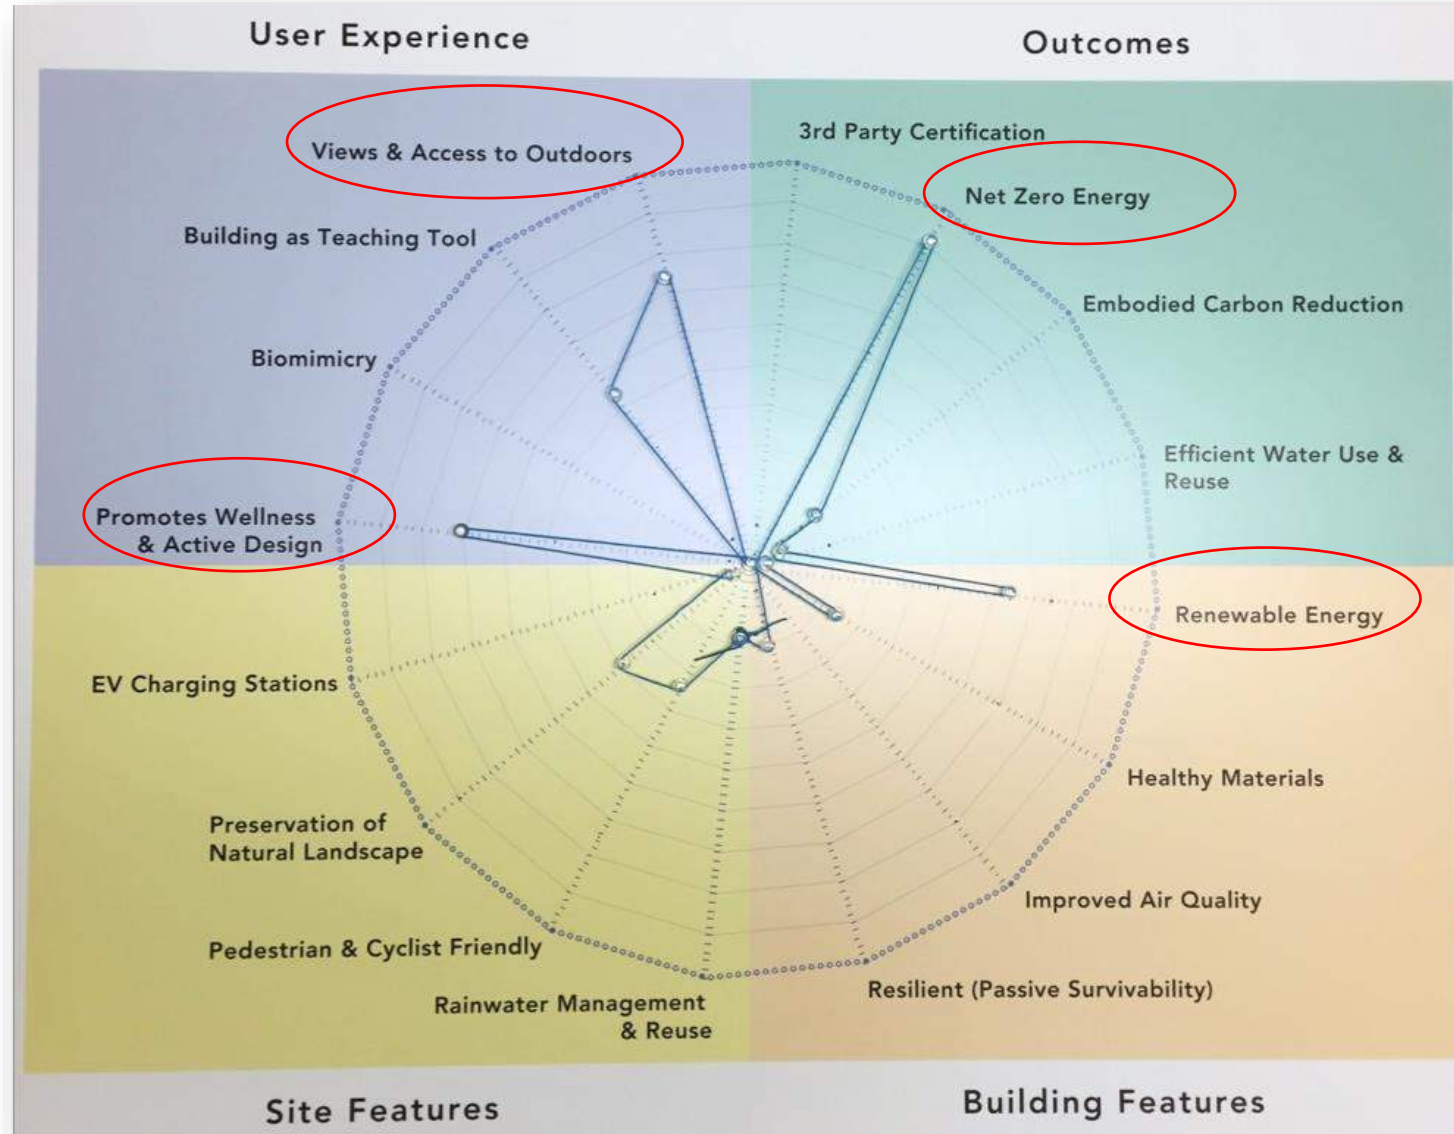 User Experience
Outcomes
Views & Access to Outdoors
3rd Party Certification
Net Zero Energy
Building as Teaching Tool
Embodied Carbon Reduction
Biomimicry
Efficient Water Use &
Reuse
Promotes Wellness
& Active Design
Renewable Energy
EV Charging Stations
Healthy Materials
Preservation of
Natural Landscape
Improved Air Quality
Pedestrian & Cyclist Friendly
Resilient (Passive Survivability)
Rainwater Management
& Reuse
Site Features
Building Features